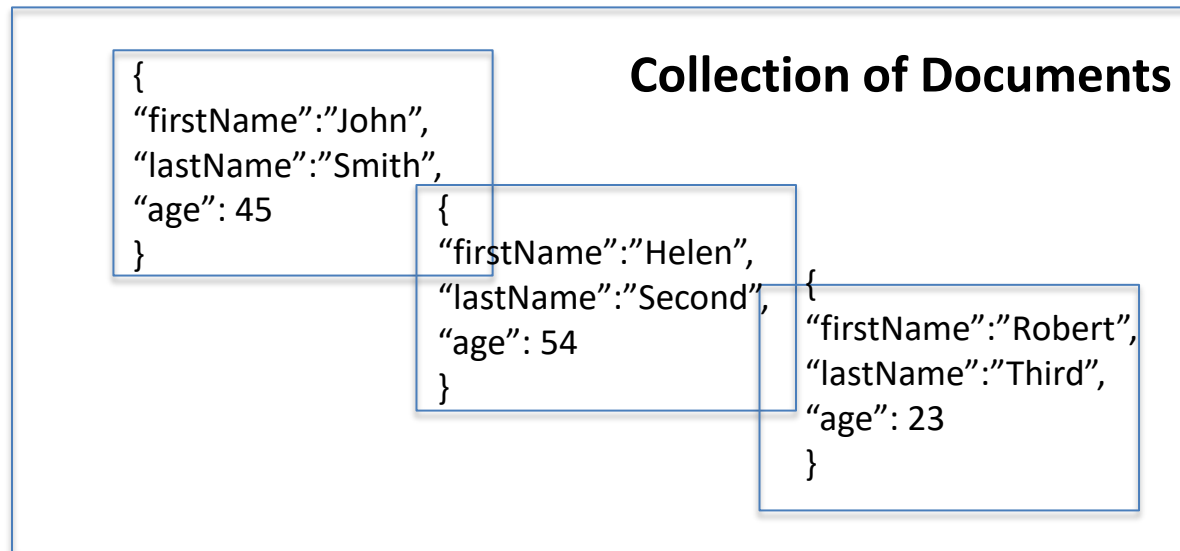 Collection of Documents
{
“firstName”:”John”,
“lastName”:”Smith”,
“age”: 45
}
{
“firstName”:”Helen”,
“lastName”:”Second”,
“age”: 54
}
{
“firstName”:”Robert”,
“lastName”:”Third”,
“age”: 23
}